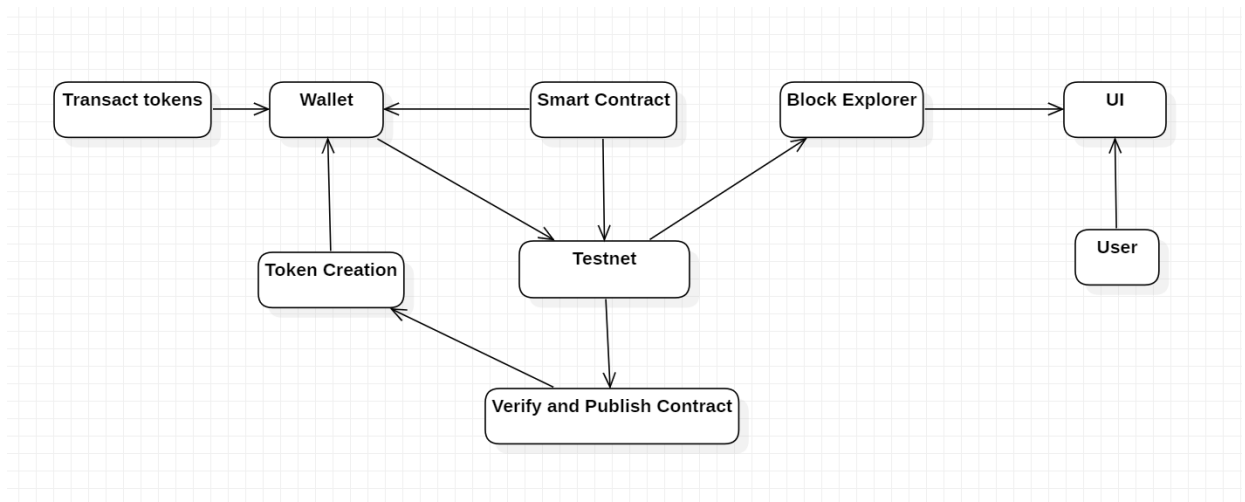 Transact tokens
Wallet
Smart Contract
Block Explorer
UI
User
Testnet
Token Creation
Verify and Publish Contract